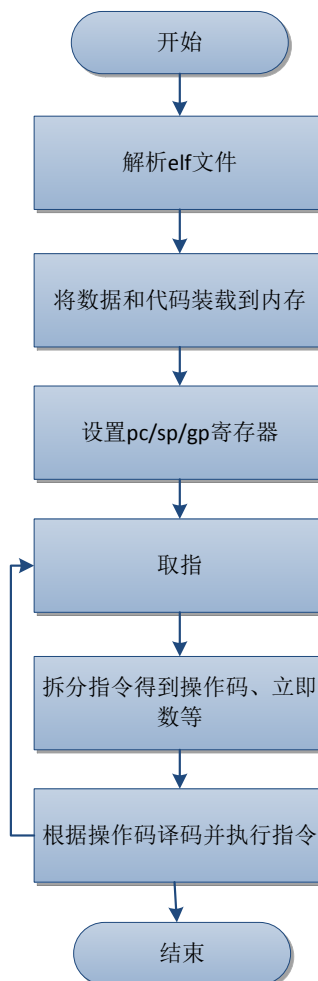 开始
解析elf文件
将数据和代码装载到内存
设置pc/sp/gp寄存器
取指
拆分指令得到操作码、立即
数等
根据操作码译码并执行指令
结束